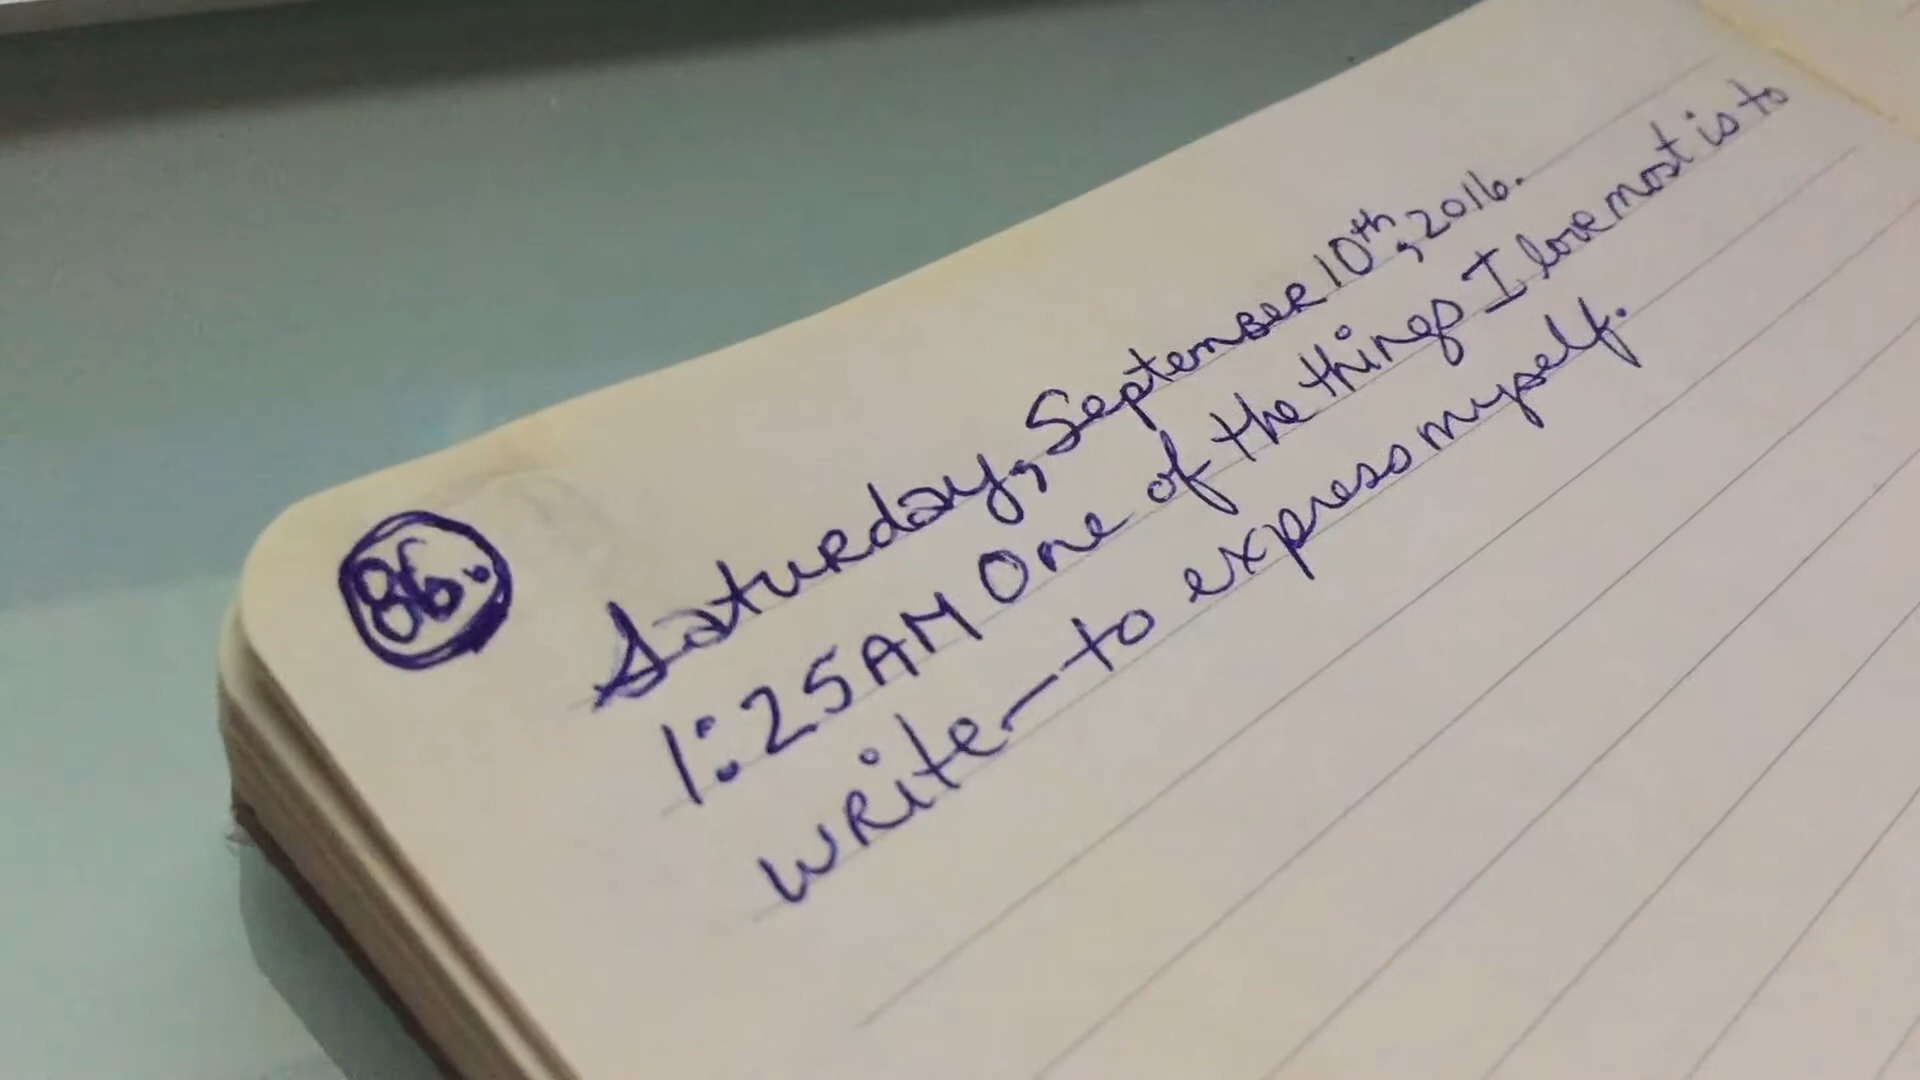 86.
Saturday, September 10th, 2016.
1:25AM One of the things I love most is to
write—to express myself.